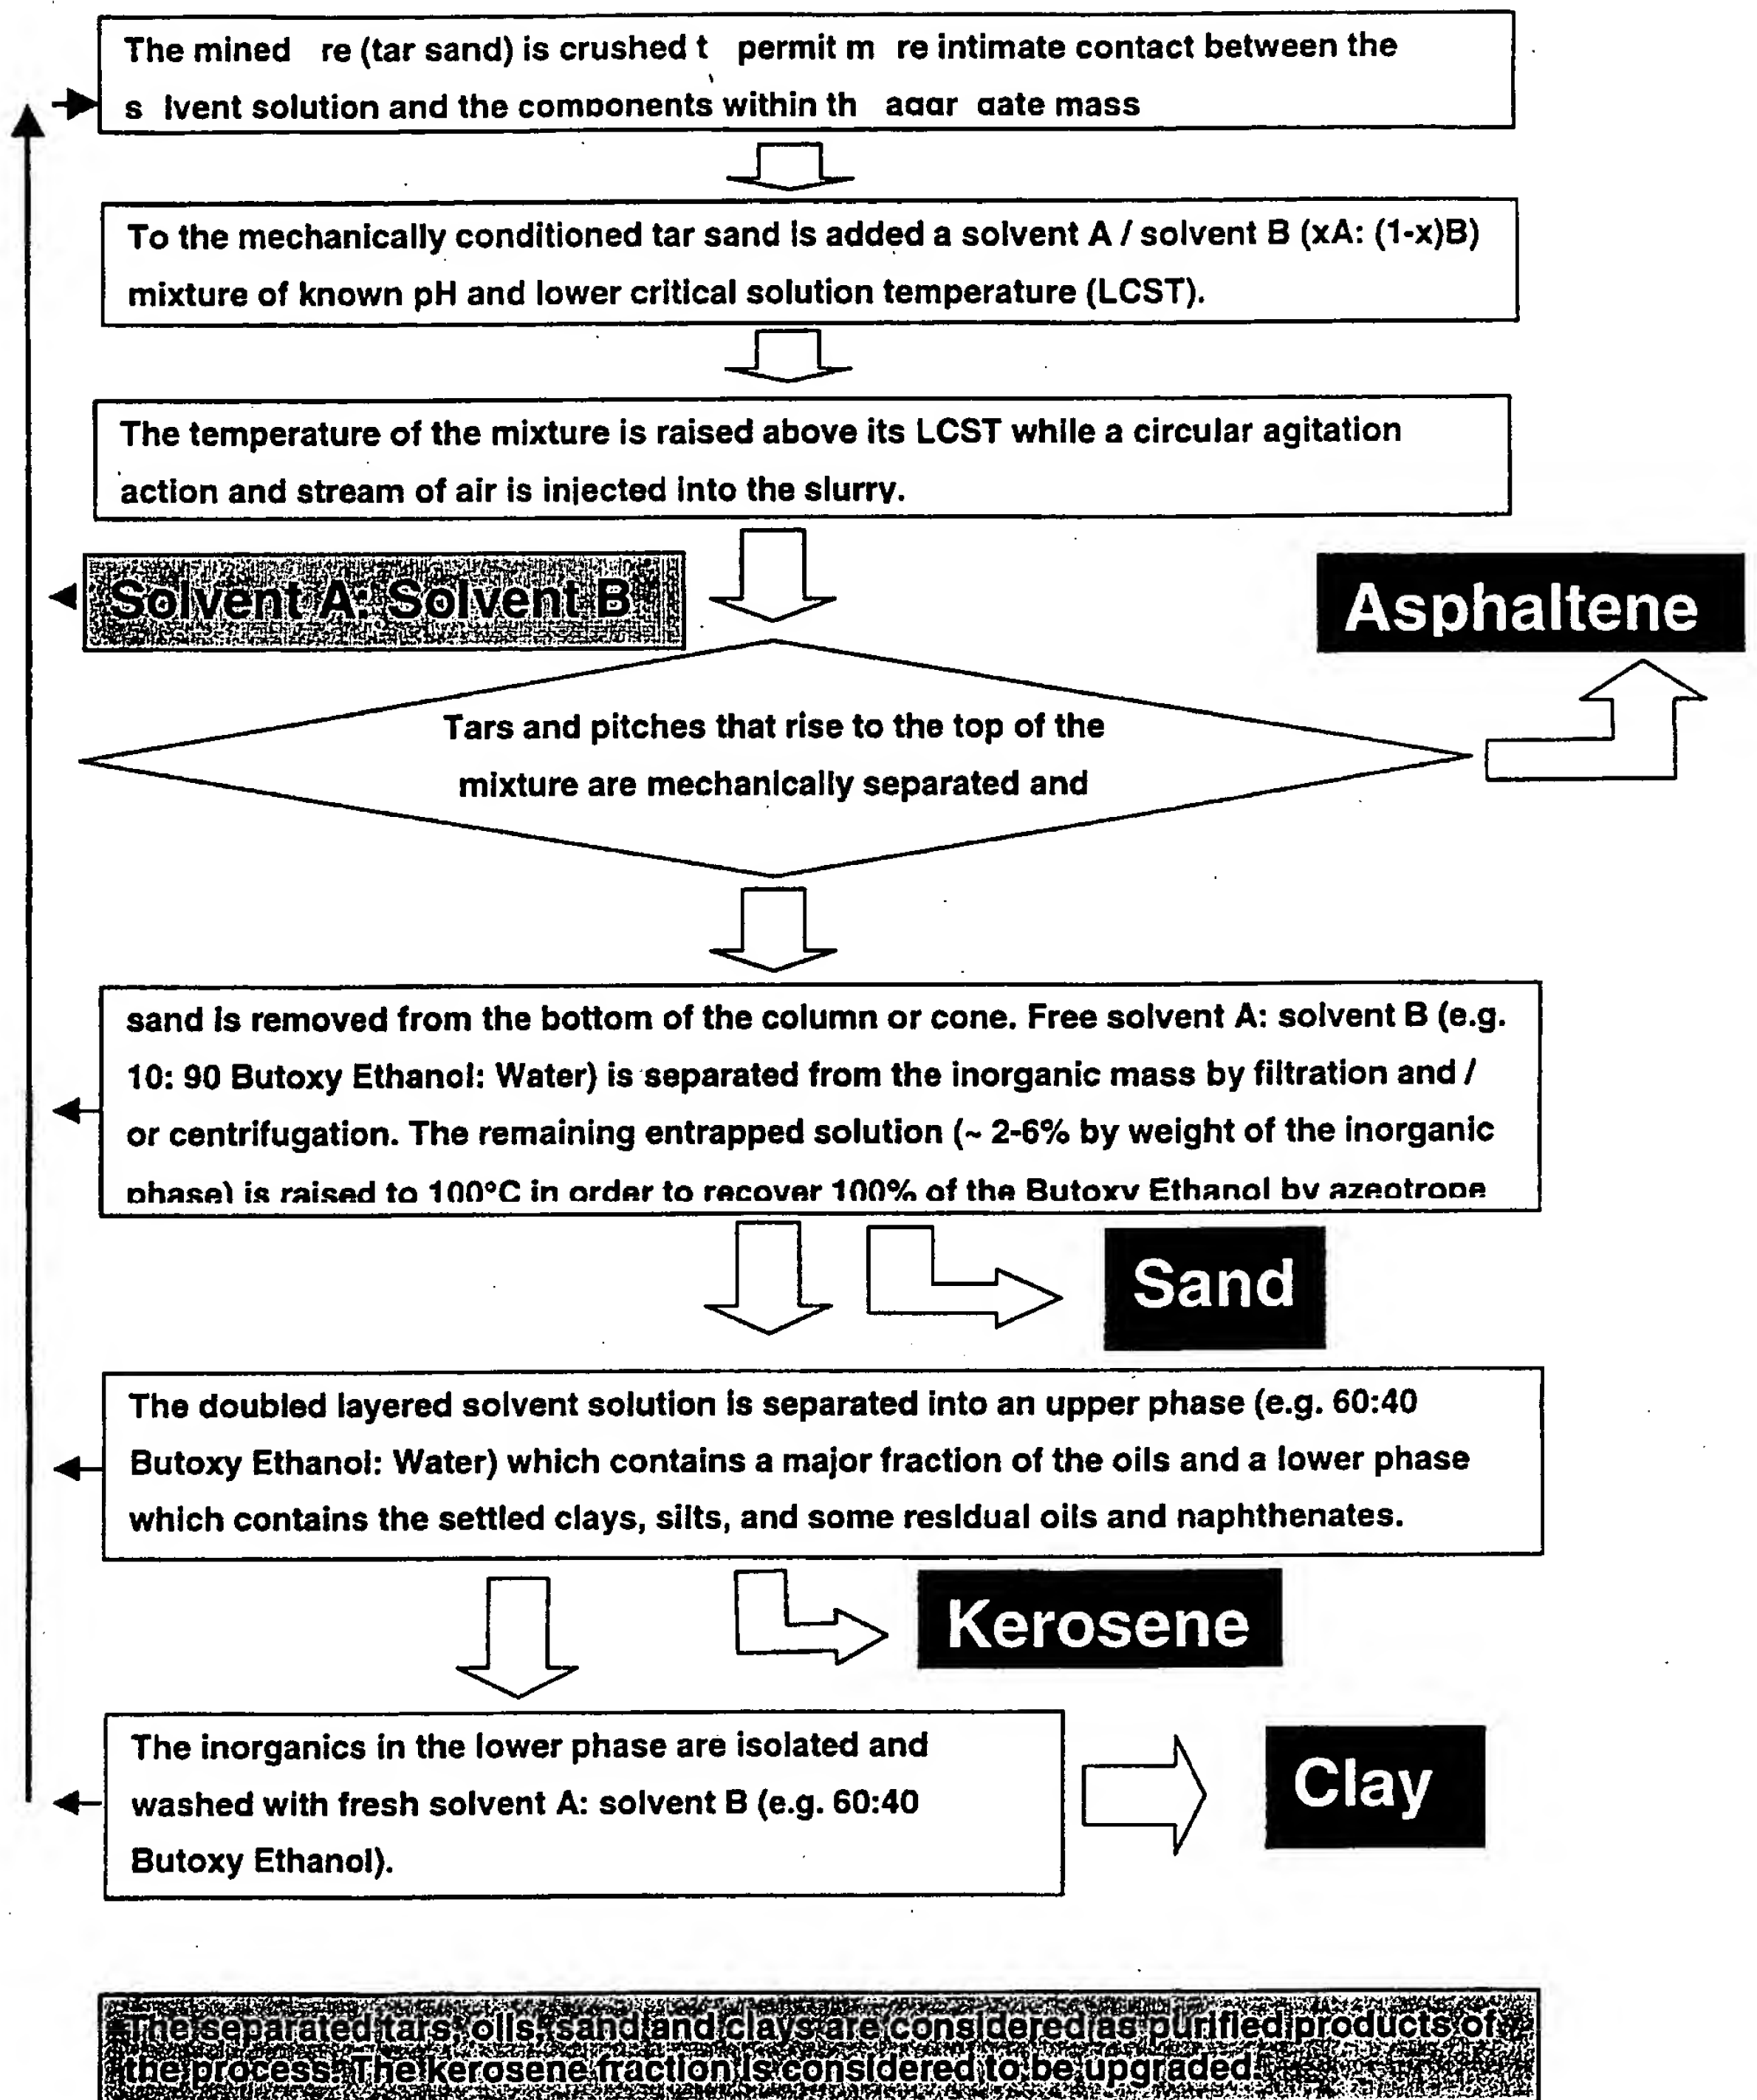 The mined re (tar sand) is crushed t permit m re intimate contact between the
s lvent solution and the components within th aggr gate mass
To the mechanically conditioned tar sand is added a solvent A / solvent B (xA: (1-x)B)
mixture of known pH and lower critical solution temperature (LCST).
The temperature of the mixture is raised above its LCST while a circular agitation
action and stream of air is injected into the slurry.
Solvent A: Solvent B
Asphaltene
Tars and pitches that rise to the top of the
mixture are mechanically separated and
sand is removed from the bottom of the column or cone. Free solvent A: solvent B (e.g.
10: 90 Butoxy Ethanol: Water) is separated from the inorganic mass by filtration and /
or centrifugation. The remaining entrapped solution (~ 2-6% by weight of the inorganic
phase) is raised to 100°C in order to recover 100% of the Butoxy Ethanol by azeotrope
Sand
The doubled layered solvent solution is separated into an upper phase (e.g. 60:40
Butoxy Ethanol: Water) which contains a major fraction of the oils and a lower phase
which contains the settled clays, silts, and some residual oils and naphthenates.
Kerosene
The inorganics in the lower phase are isolated and
washed with fresh solvent A: solvent B (e.g. 60:40
Butoxy Ethanol).
Clay
The separated tars, oils, sand and clays are considered as purified products of
the process. The kerosene fraction is considered to be upgraded.